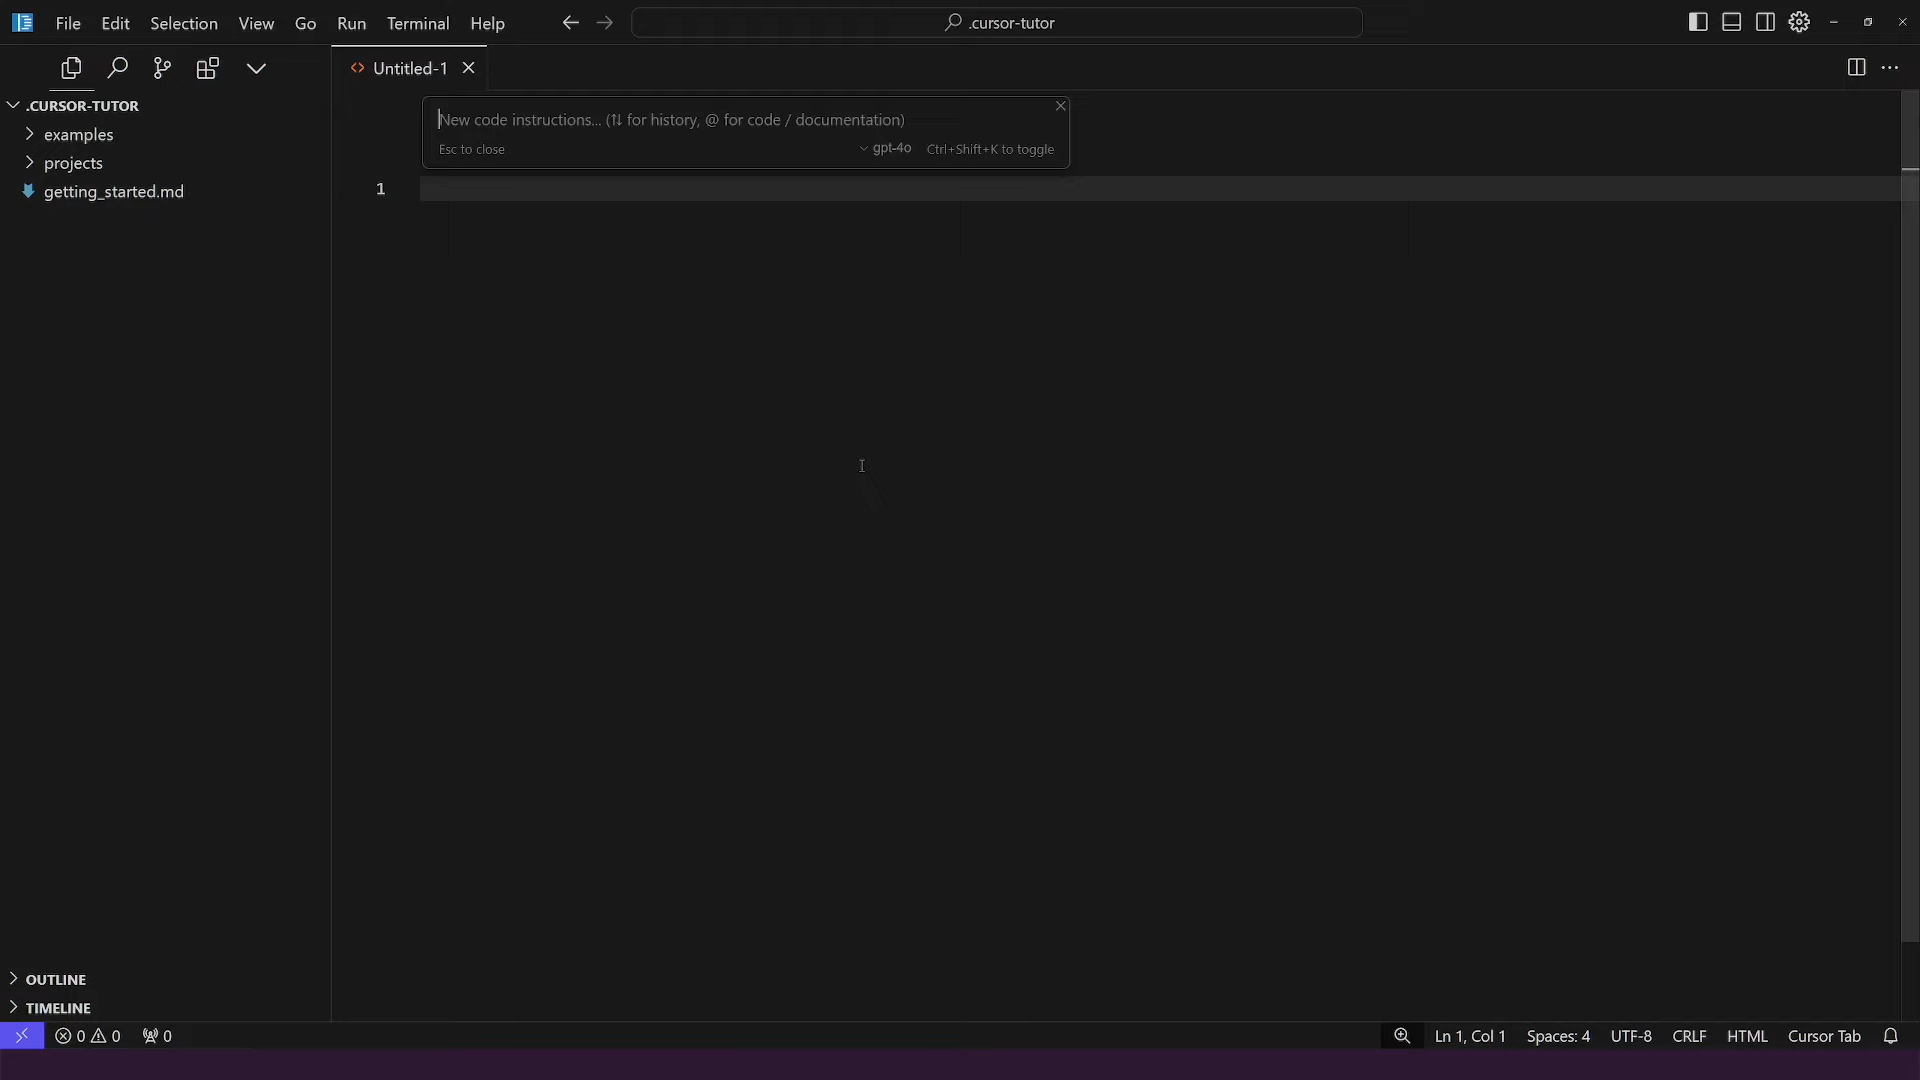 File Edit Selection View Go Run Terminal Help
.cursor-tutor
Untitled-1
.CURSOR-TUTOR
examples
projects
getting_started.md
New code instructions... (⇅ for history, @ for code / documentation)
Esc to close gpt-4o Ctrl+Shift+K to toggle
1
OUTLINE
TIMELINE
0 0 0 Ln 1, Col 1 Spaces: 4 UTF-8 CRLF HTML Cursor Tab